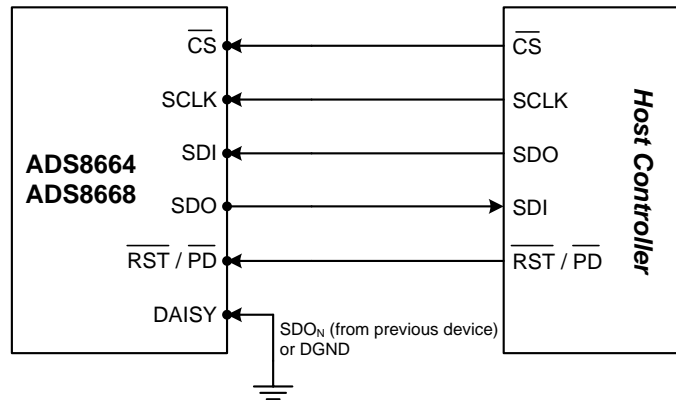 CS
CS
SCLK
SCLK
SDI
SDO
ADS8664
ADS8668
SDO
SDI
RST / PD
RST / PD
DAISY
SDON (from previous device)
or DGND
Host Controller